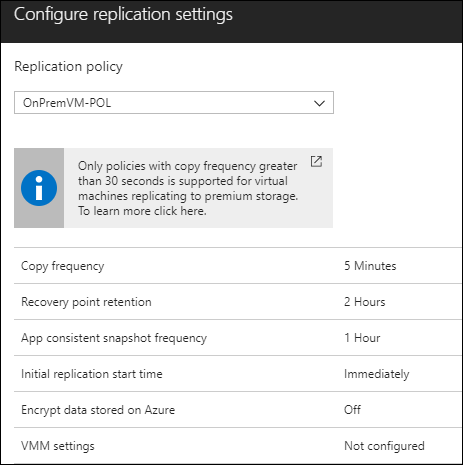 Configure replication settings
Replication policy
OnPremVM-POL
Only policies with copy frequency greater
than 30 seconds is supported for virtual
machines replicating to premium storage.
To learn more click here.
Copy frequency 5 Minutes
Recovery point retention 2 Hours
App consistent snapshot frequency 1 Hour
Initial replication start time Immediately
Encrypt data stored on Azure Off
VMM settings Not configured